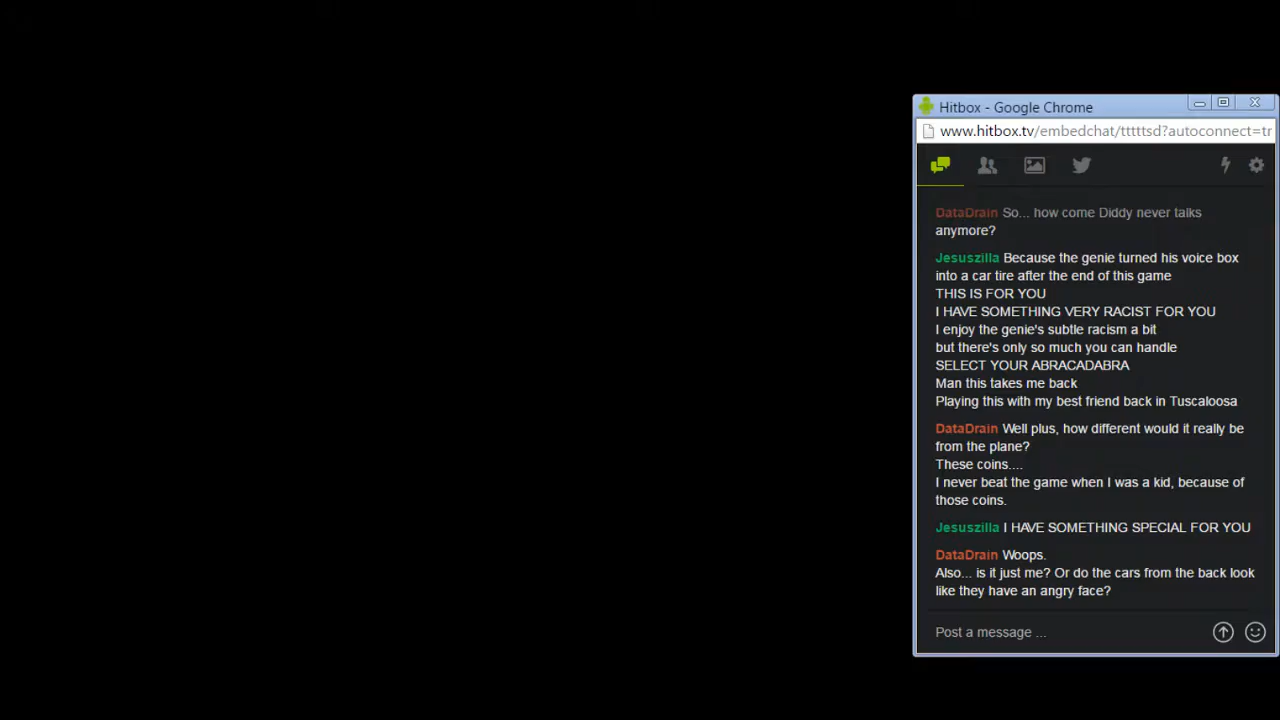 Hitbox - Google Chrome
www.hitbox.tv/embedchat/tttttsd?autoconnect=tr
DataDrain So... how come Diddy never talks
anymore?
Jesuszilla Because the genie turned his voice box
into a car tire after the end of this game
THIS IS FOR YOU
I HAVE SOMETHING VERY RACIST FOR YOU
I enjoy the genie's subtle racism a bit
but there's only so much you can handle
SELECT YOUR ABRACADABRA
Man this takes me back
Playing this with my best friend back in Tuscaloosa
DataDrain Well plus, how different would it really be
from the plane?
These coins....
I never beat the game when I was a kid, because of
those coins.
Jesuszilla I HAVE SOMETHING SPECIAL FOR YOU
DataDrain Woops.
Also... is it just me? Or do the cars from the back look
like they have an angry face?
Post a message ...